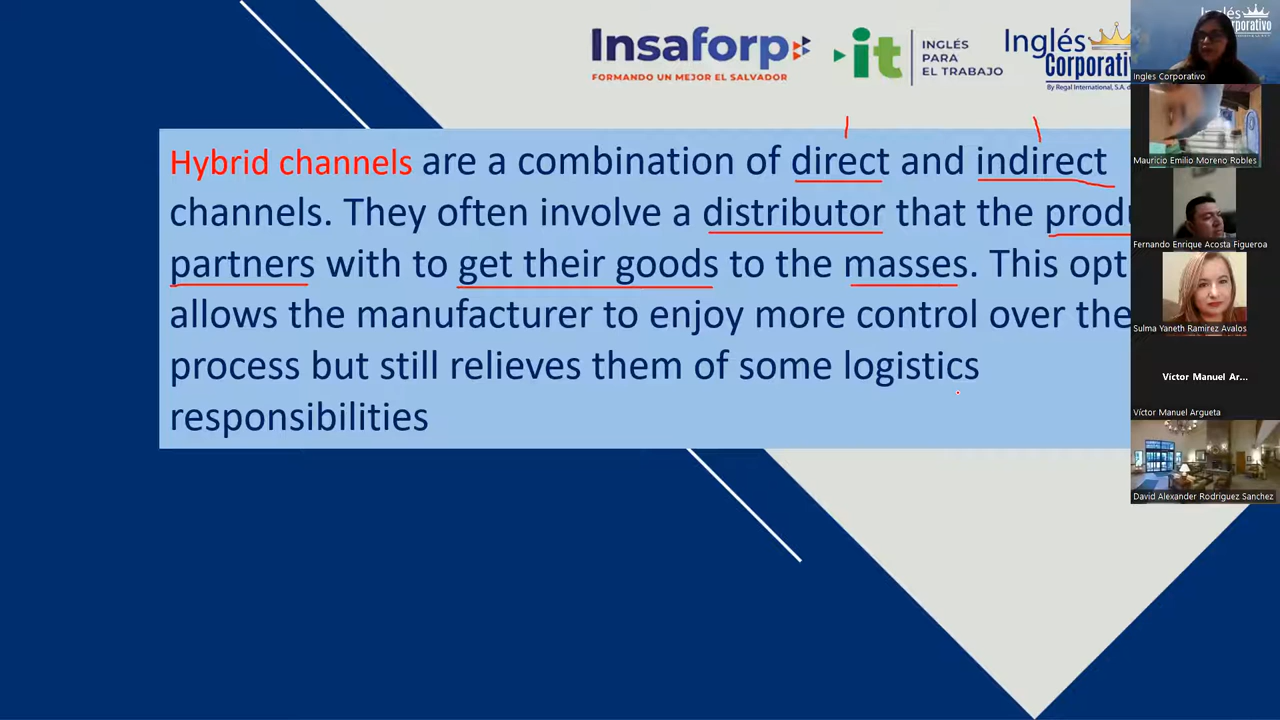 Insaforp
FORMANDO UN MEJOR EL SALVADOR
it
INGLÉS
PARA
EL TRABAJO
Inglés
By Regal International, S.A.
Hybrid channels are a combination of direct and indirect
channels. They often involve a distributor that the
partners with to get their goods to the masses. This
allows the manufacturer to enjoy more control over the
process but still relieves them of some logistics
responsibilities
Ingles Corporativo
Mauricio Emilio Moreno Robles
Fernando Enrique Acosta Figueroa
Sulma Yaneth Ramirez Avalos
Víctor Manuel Ar...
Víctor Manuel Argueta
David Alexander Rodriguez Sanchez